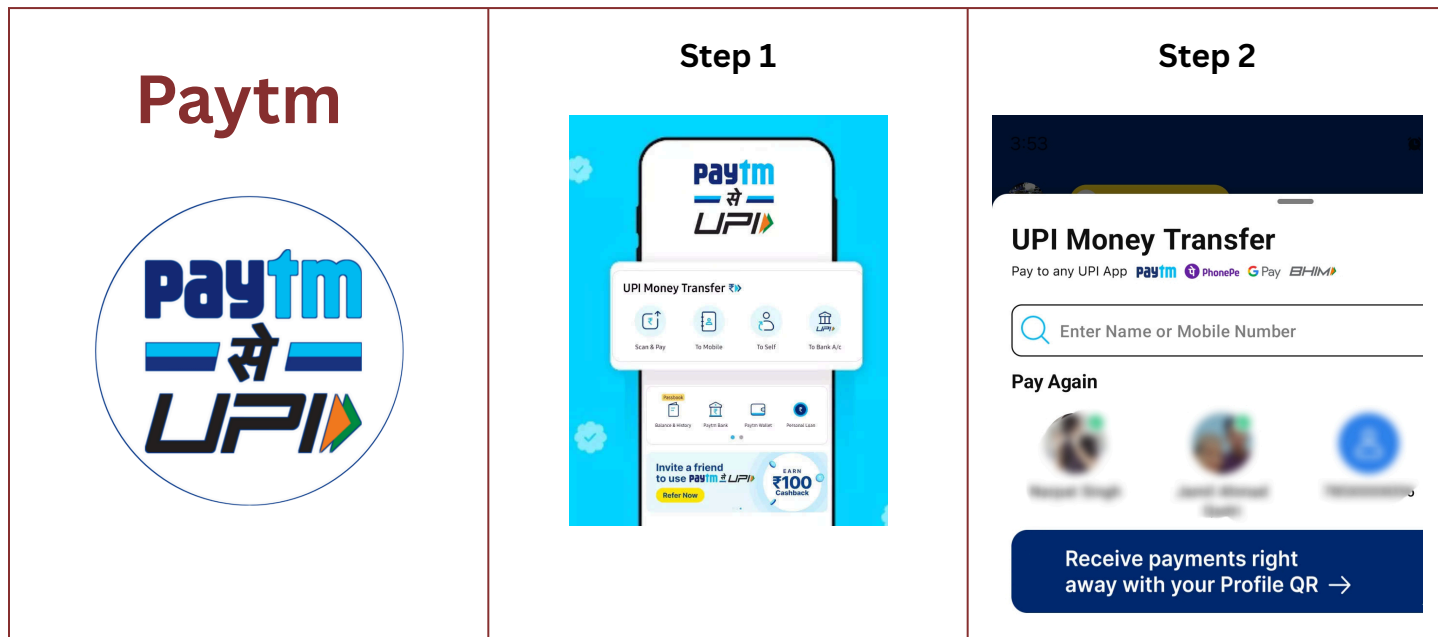 Paytm
paytm
से
UPI
Step 1
paytm
से
UPI
UPI Money Transfer
Scan & Pay
To Mobile
To Self
UPI
To Bank A/c
Passbook
Balance & History
Paytm Bank
Paytm Wallet
Personal Loan
Invite a friend
to use paytm से UPI
Refer Now
EARN
₹100
Cashback
Step 2
3:53
UPI Money Transfer
Pay to any UPI App paytm PhonePe G Pay BHIM
Enter Name or Mobile Number
Pay Again
Receive payments right
away with your Profile QR →